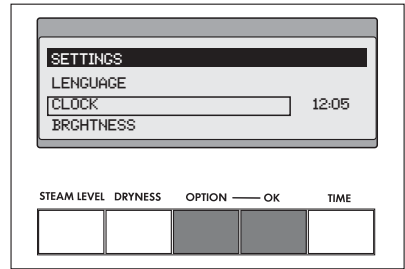 SETTINGS
LENGUAGE
CLOCK 12:05
BRGHTNESS
STEAM LEVEL DRYNESS OPTION OK TIME